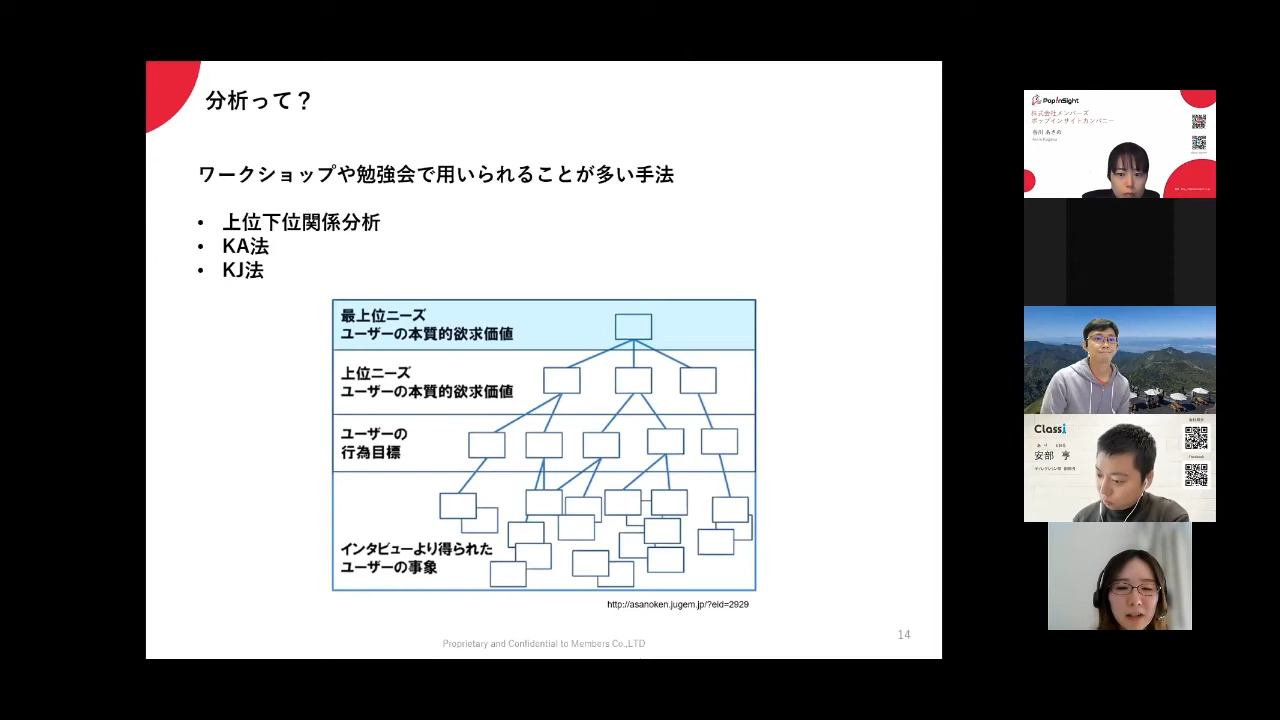 分析って？
ワークショップや勉強会で用いられることが多い手法
• 上位下位関係分析
• KA法
• KJ法
最上位ニーズ
ユーザーの本質的欲求価値
上位ニーズ
ユーザーの本質的欲求価値
ユーザーの
行為目標
インタビューより得られた
ユーザーの事象
http://asanoken.jugem.jp/?eid=2929
Proprietary and Confidential to Members Co.,LTD
14
PopInSight
株式会社メンバーズ
ポップインサイトカンパニー
Classi
安部 亨
Facebook